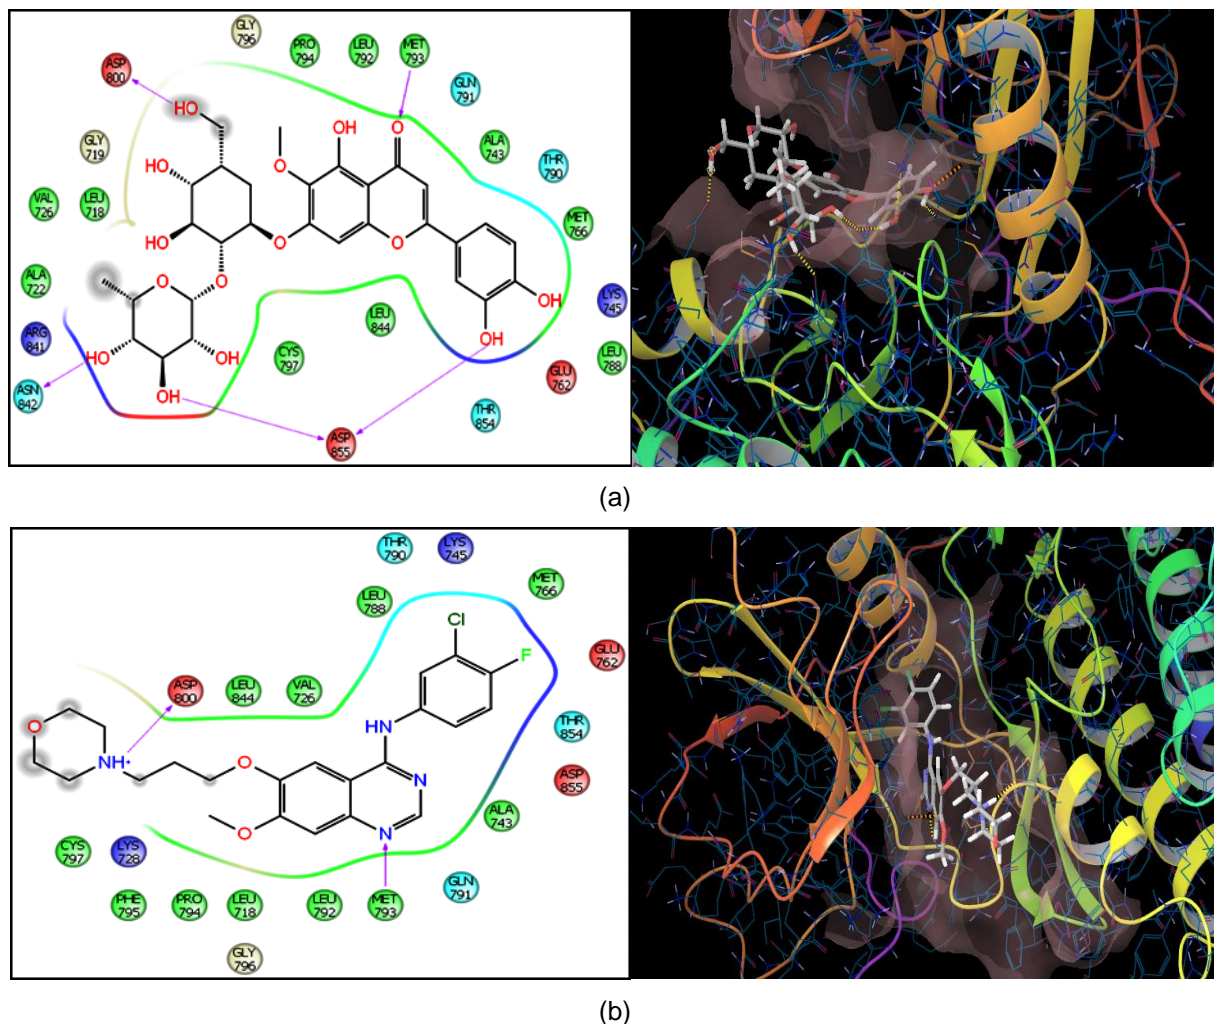 GLY
796
PRO
794
LEU
792
MET
793
ASP
800
GLN
791
HO
OH
O
GLY
719
O
ALA
743
THR
790
HO
VAL
726
LEU
718
HO
O
O
MET
766
ALA
722
O
O
LEU
844
OH
LYS
745
ARG
841
HO
OH
CYS
797
OH
GLU
762
LEU
788
ASN
842
OH
THR
854
ASP
855
(a)
THR
790
LYS
745
LEU
788
MET
766
Cl
F
GLU
762
ASP
800
LEU
844
VAL
726
HN
THR
854
O
NH+
O
N
ASP
855
O
N
ALA
743
CYS
797
LYS
728
GLN
791
PHE
795
PRO
794
LEU
718
LEU
792
MET
793
GLY
796
(b)